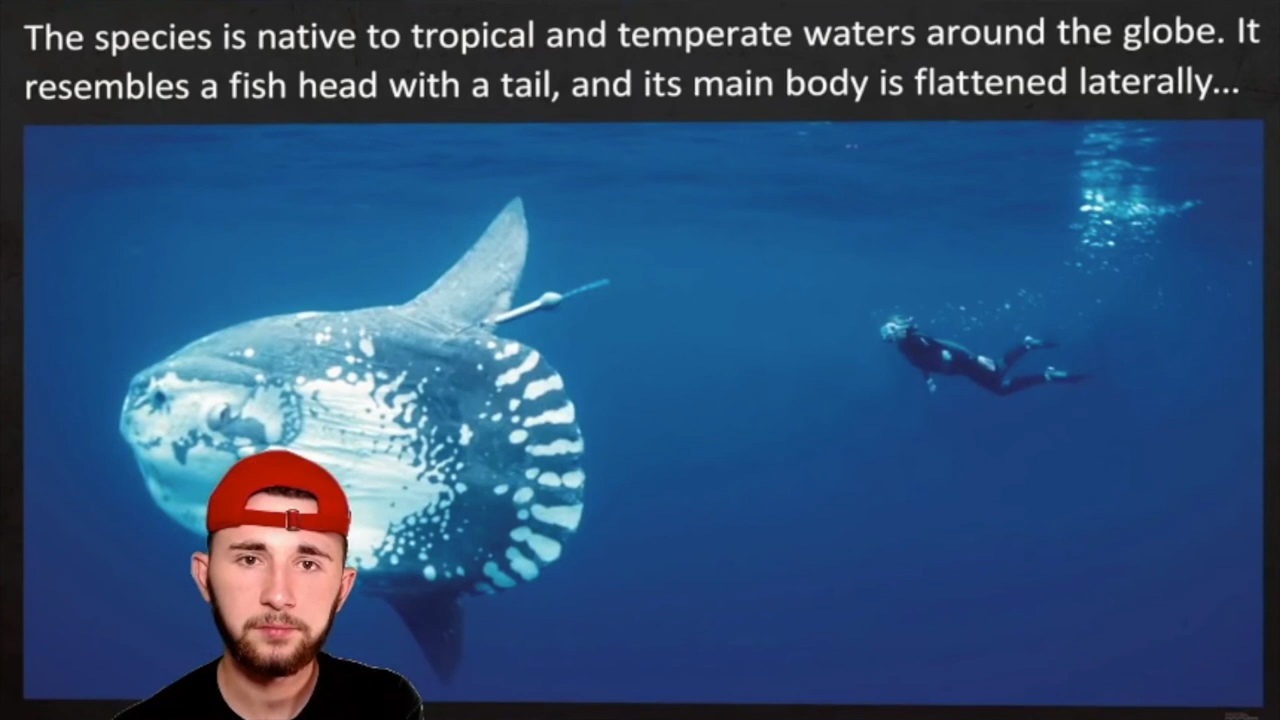 The species is native to tropical and temperate waters around the globe. It
resembles a fish head with a tail, and its main body is flattened laterally...